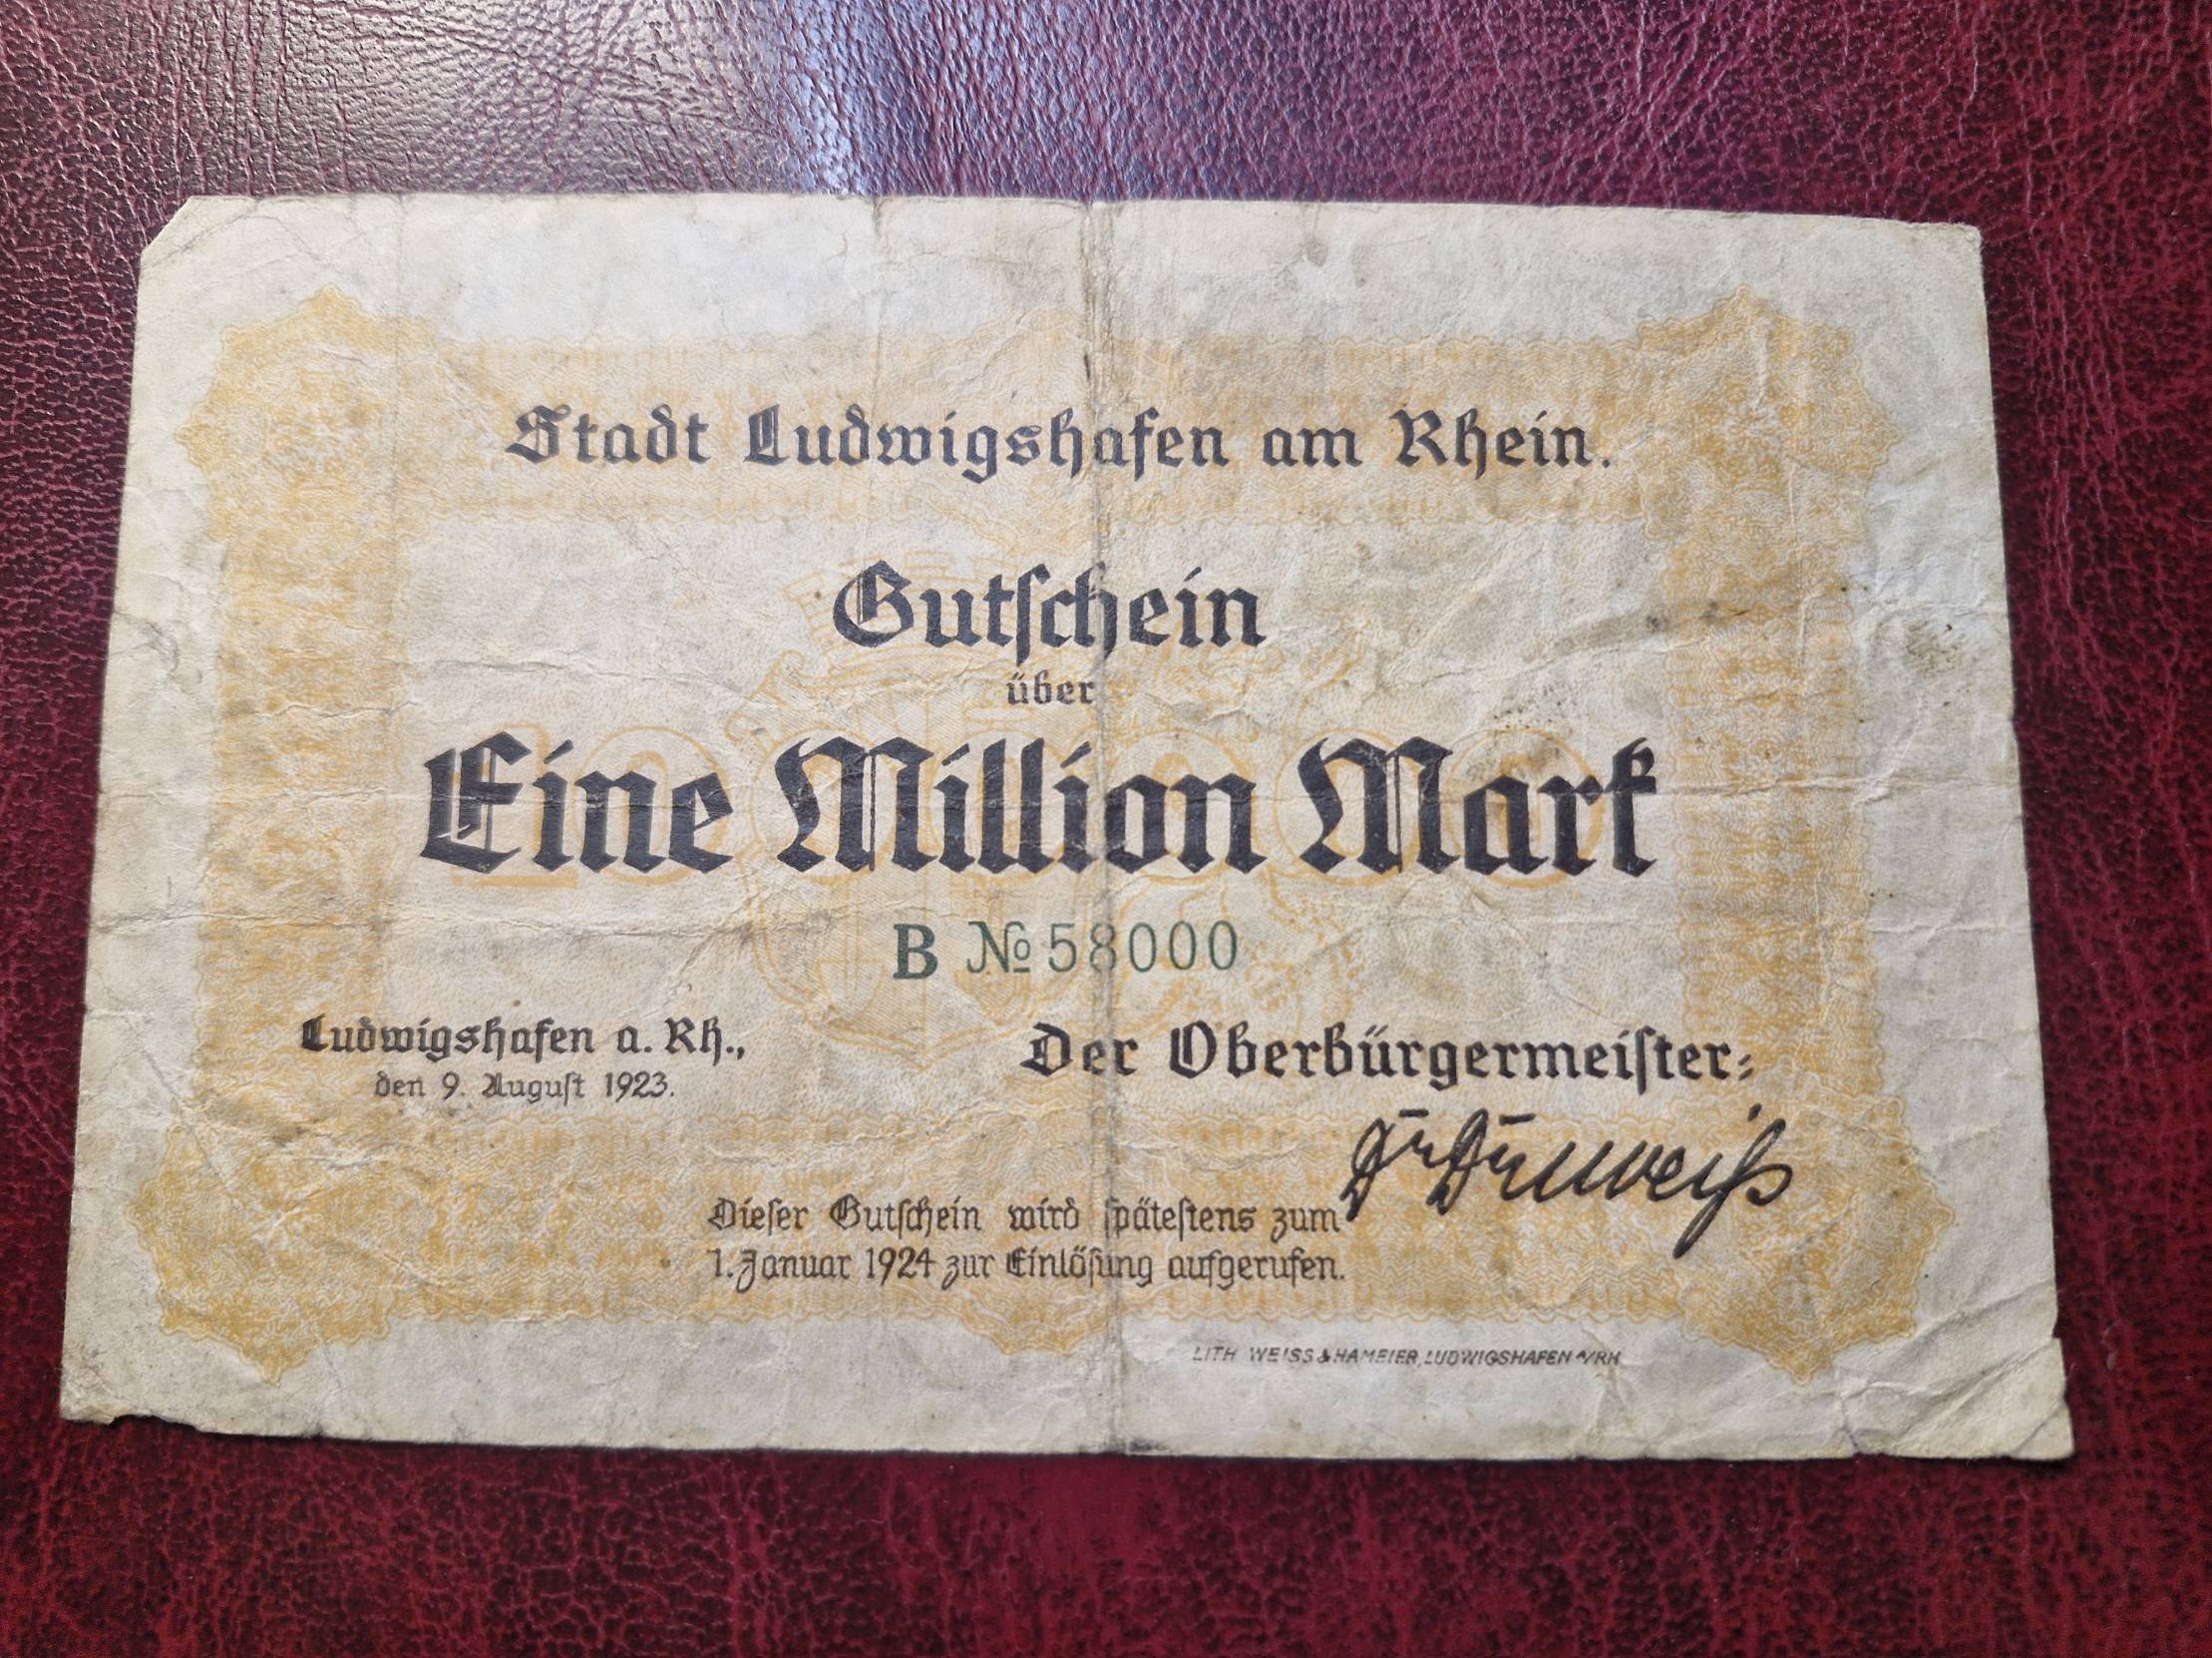 Stadt Ludwigshafen am Rhein.
Gutſchein
über
Eine Million Mark
B № 58000
Ludwigshafen a. Rh.,
den 9. Auguſt 1923.
Der Oberbürgermeiſter:
Dieſer Gutſchein wird ſpäteſtens zum
1. Januar 1924 zur Einlöſung aufgerufen.
LITH WEISS & HAMEIER, LUDWIGSHAFEN A/RH